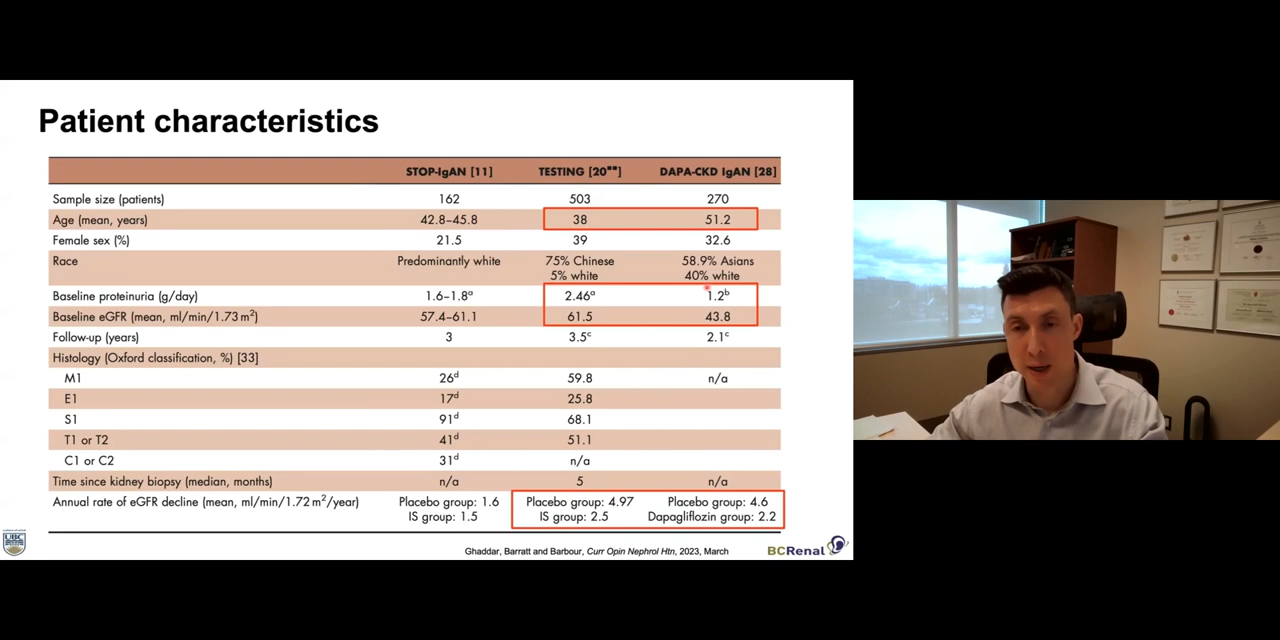 Patient characteristics
STOP-IgAN [11] TESTING [20▪▪] DAPA-CKD IgAN [28]
Sample size (patients) 162 503 270
Age (mean, years) 42.8–45.8 38 51.2
Female sex (%) 21.5 39 32.6
Race Predominantly white 75% Chinese 58.9% Asians
5% white 40% white
Baseline proteinuria (g/day) 1.6–1.8a 2.46a 1.2b
Baseline eGFR (mean, ml/min/1.73 m2) 57.4–61.1 61.5 43.8
Follow-up (years) 3 3.5c 2.1c
Histology (Oxford classification, %) [33]
M1 26d 59.8 n/a
E1 17d 25.8
S1 91d 68.1
T1 or T2 41d 51.1
C1 or C2 31d n/a
Time since kidney biopsy (median, months) n/a 5 n/a
Annual rate of eGFR decline (mean, ml/min/1.72 m2/year) Placebo group: 1.6 Placebo group: 4.97 Placebo group: 4.6
IS group: 1.5 IS group: 2.5 Dapagliflozin group: 2.2
Ghaddar, Barratt and Barbour, Curr Opin Nephrol Htn, 2023, March
UBC
BCRenal